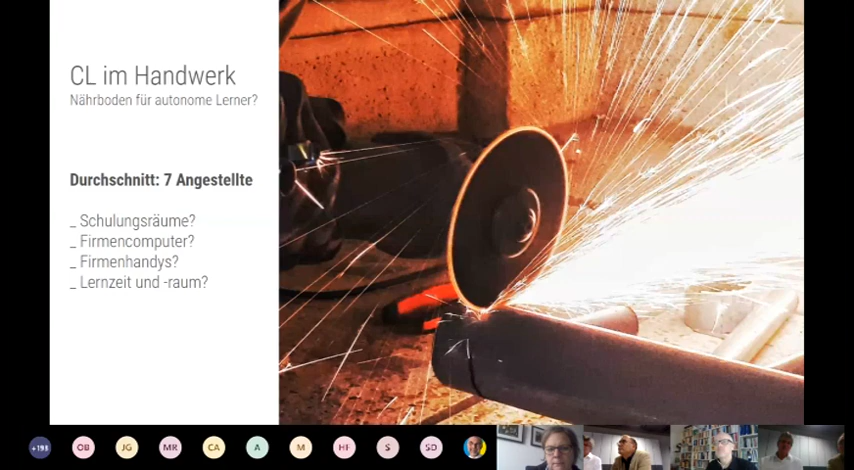 CL im Handwerk
Nährboden für autonome Lerner?
Durchschnitt: 7 Angestellte
_ Schulungsräume?
_ Firmencomputer?
_ Firmenhandys?
_ Lernzeit und -raum?
+193 OB JG MR CA A M HF S SD